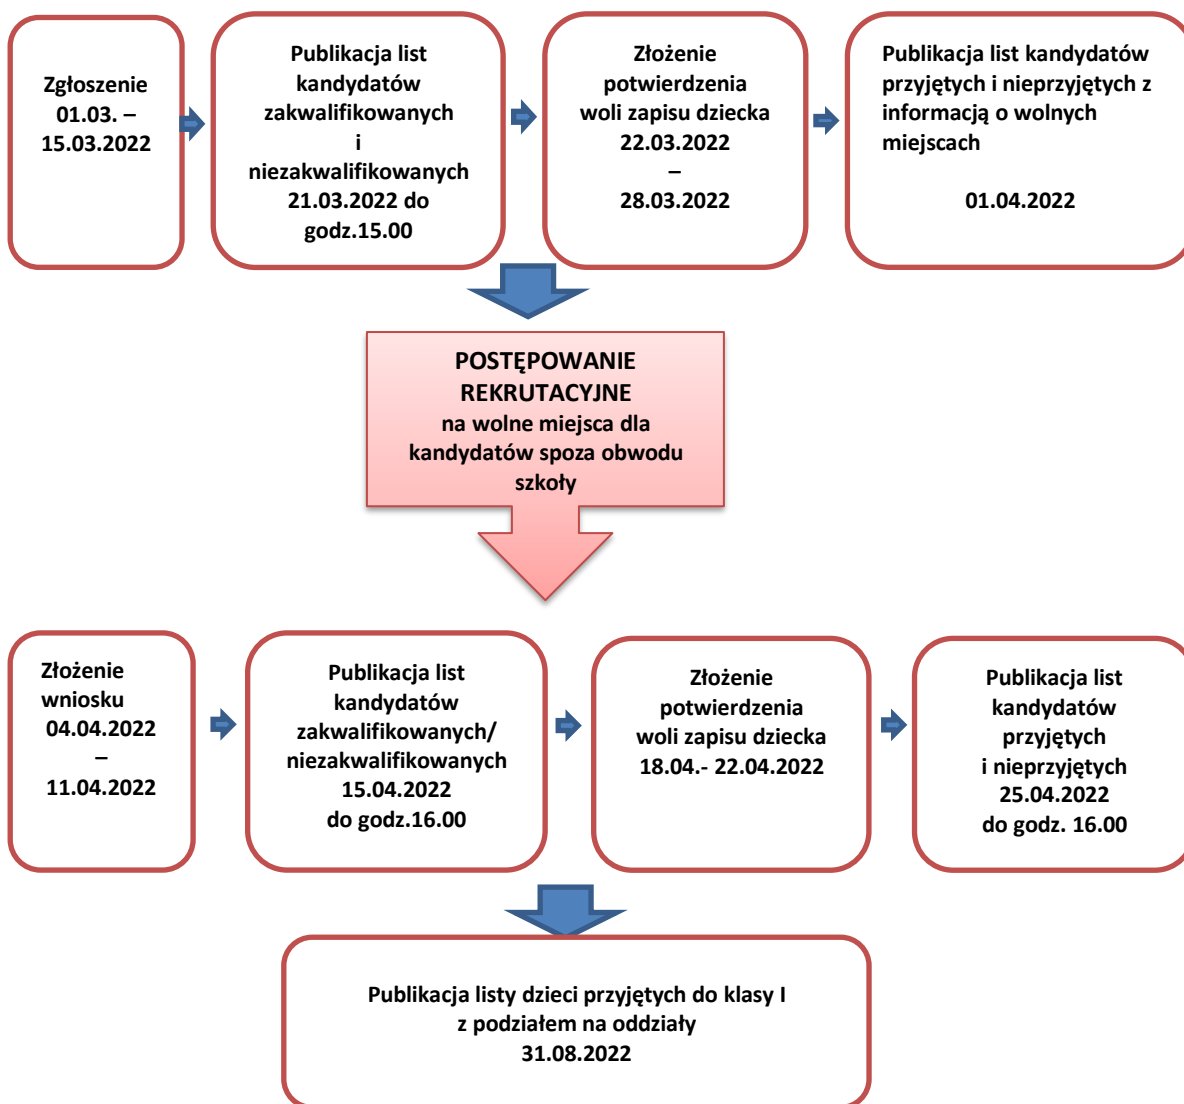 Zgłoszenie
01.03. –
15.03.2022
Publikacja list
kandydatów
zakwalifikowanych
i
niezakwalifikowanych
21.03.2022 do
godz.15.00
Złożenie
potwierdzenia
woli zapisu dziecka
22.03.2022
–
28.03.2022
Publikacja list kandydatów
przyjętych i nieprzyjętych z
informacją o wolnych
miejscach
01.04.2022
POSTĘPOWANIE
REKRUTACYJNE
na wolne miejsca dla
kandydatów spoza obwodu
szkoły
Złożenie
wniosku
04.04.2022
–
11.04.2022
Publikacja list
kandydatów
zakwalifikowanych/
niezakwalifikowanych
15.04.2022
do godz.16.00
Złożenie
potwierdzenia
woli zapisu dziecka
18.04.- 22.04.2022
Publikacja list
kandydatów
przyjętych
i nieprzyjętych
25.04.2022
do godz. 16.00
Publikacja listy dzieci przyjętych do klasy I
z podziałem na oddziały
31.08.2022